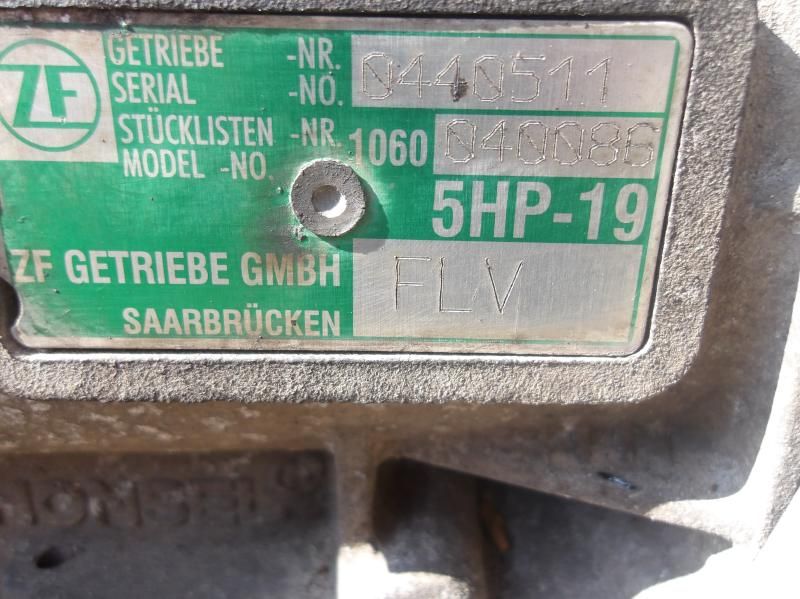 ZF
GETRIEBE -NR.
SERIAL -NO. 0440511
STÜCKLISTEN -NR. 1060 040086
MODEL -NO.
5HP-19
ZF GETRIEBE GMBH FLV
SAARBRÜCKEN
HONSEL